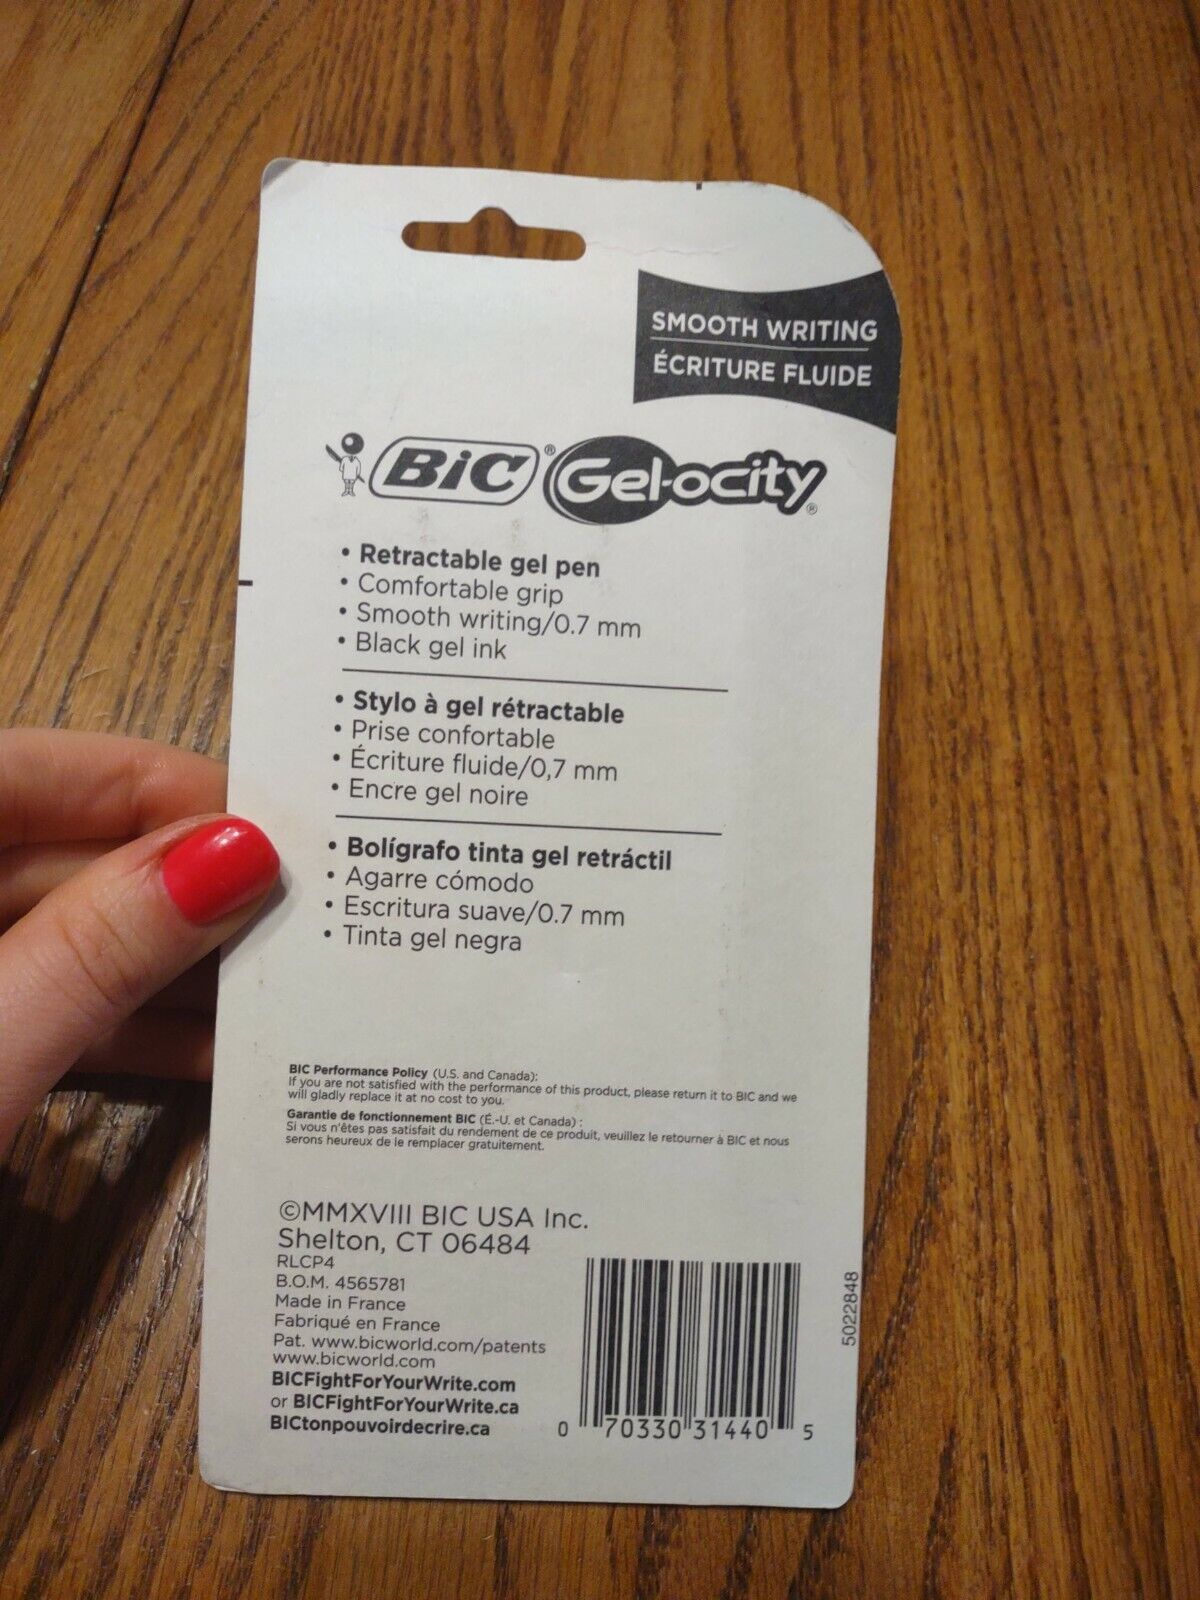 SMOOTH WRITING
ÉCRITURE FLUIDE
BiC® Gel-ocity®
• Retractable gel pen
• Comfortable grip
• Smooth writing/0.7 mm
• Black gel ink
• Stylo à gel rétractable
• Prise confortable
• Écriture fluide/0,7 mm
• Encre gel noire
• Bolígrafo tinta gel retráctil
• Agarre cómodo
• Escritura suave/0.7 mm
• Tinta gel negra
BIC Performance Policy (U.S. and Canada):
If you are not satisfied with the performance of this product, please return it to BIC and we
will gladly replace it at no cost to you.
Garantie de fonctionnement BIC (É.-U. et Canada) :
Si vous n'êtes pas satisfait du rendement de ce produit, veuillez le retourner à BIC et nous
serons heureux de le remplacer gratuitement.
©MMXVIII BIC USA Inc.
Shelton, CT 06484
RLCP4
B.O.M. 4565781
Made in France
Fabriqué en France
Pat. www.bicworld.com/patents
www.bicworld.com
BICFightForYourWrite.com
or BICFightForYourWrite.ca
BICtonpouvoirdecrire.ca
0 70330 31440 5
5022848